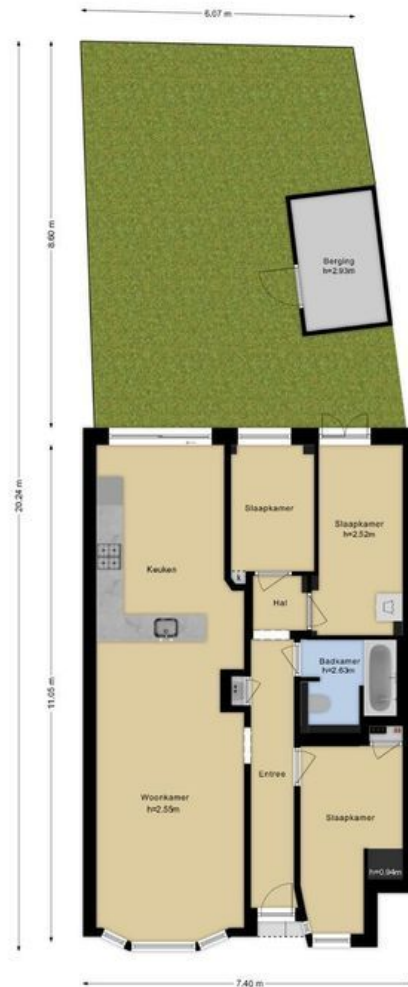 6.07 m
8.60 m
Berging
h=2.93m
20.24 m
11.05 m
Slaapkamer
Slaapkamer
h=2.52m
Keuken
Hal
Badkamer
h=2.63m
Entree
Woonkamer
h=2.55m
Slaapkamer
h=0.94m
7.40 m